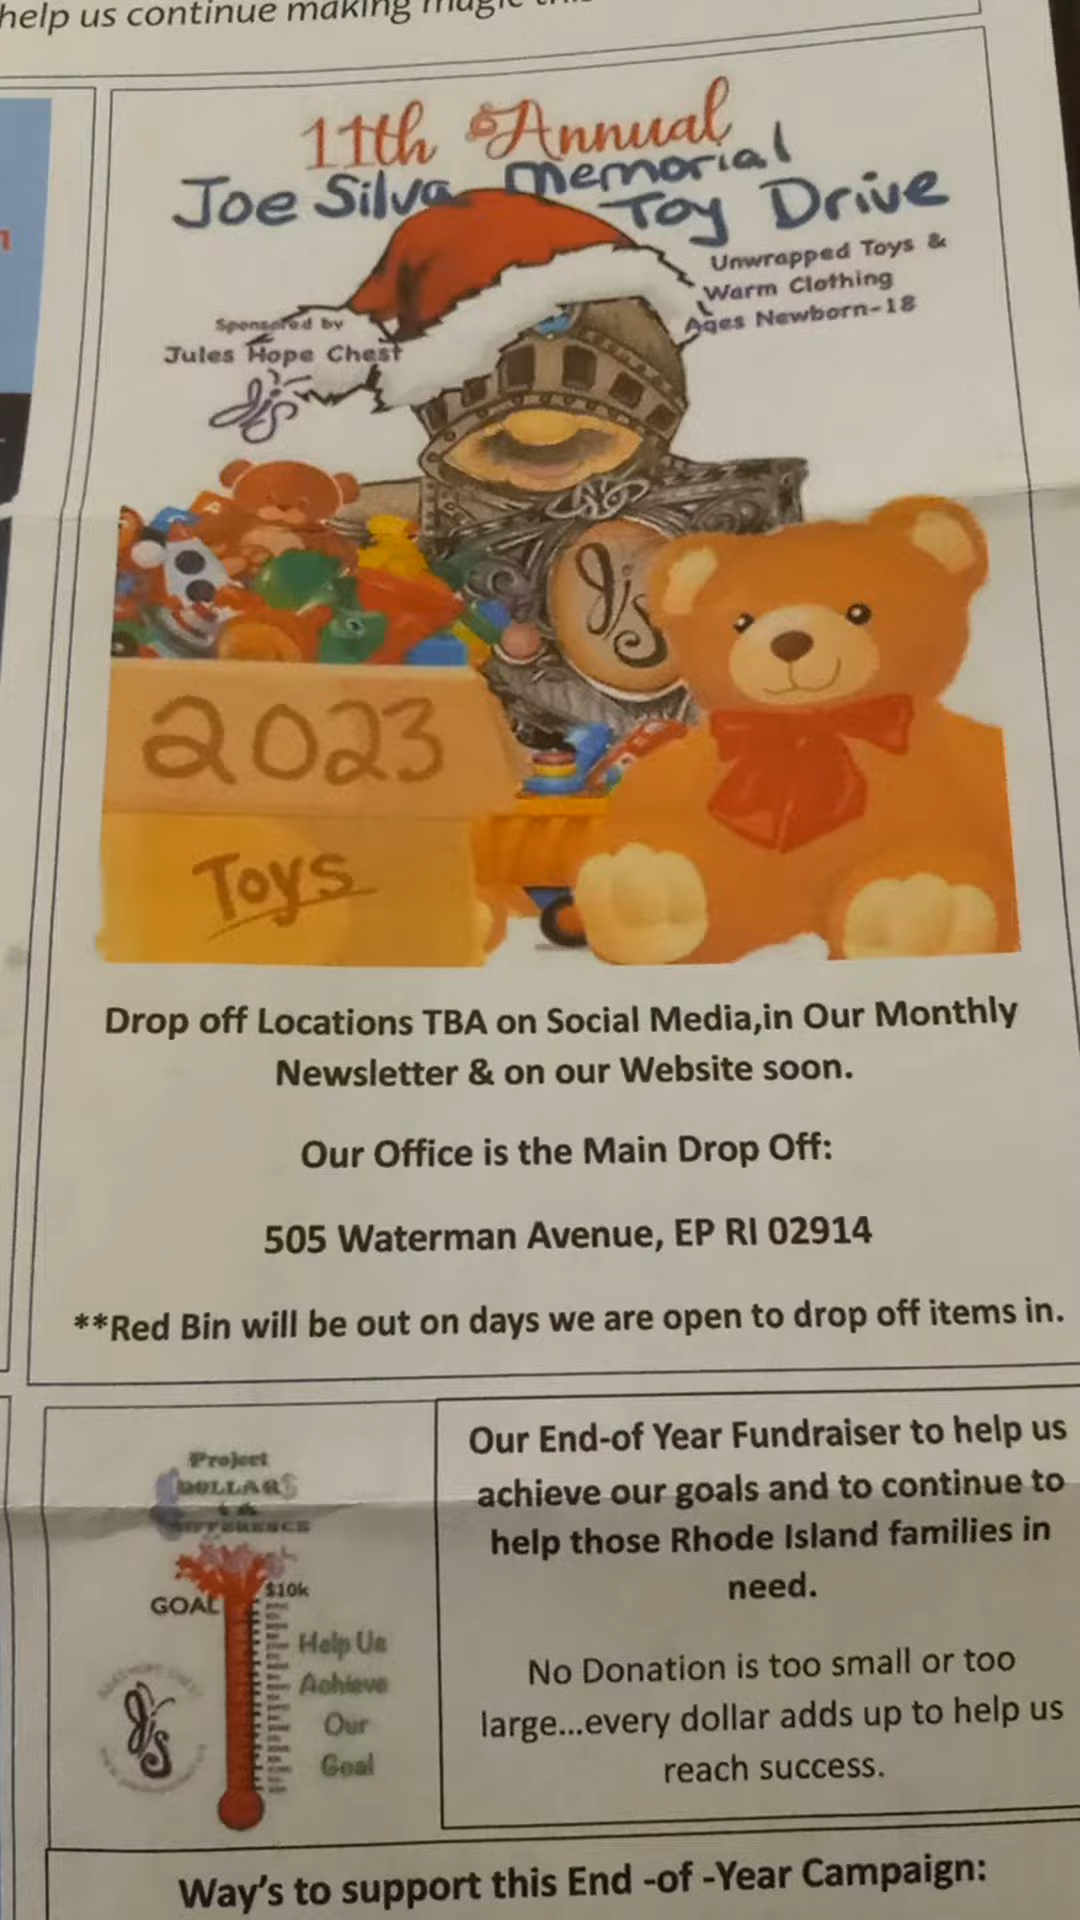 help us continue making magic
11th Annual
Joe Silva Memorial
Toy Drive
Unwrapped Toys &
Warm Clothing
Ages Newborn-18
Sponsored by
Jules Hope Chest
J's
J's
2023
Toys
Drop off Locations TBA on Social Media,in Our Monthly
Newsletter & on our Website soon.
Our Office is the Main Drop Off:
505 Waterman Avenue, EP RI 02914
**Red Bin will be out on days we are open to drop off items in.
Project
DOLLAR$
4 A
DIFFERENCE
$10k
GOAL
Help Us
Achieve
Our
Goal
J's
Our End-of Year Fundraiser to help us
achieve our goals and to continue to
help those Rhode Island families in
need.
No Donation is too small or too
large...every dollar adds up to help us
reach success.
Way's to support this End -of -Year Campaign: